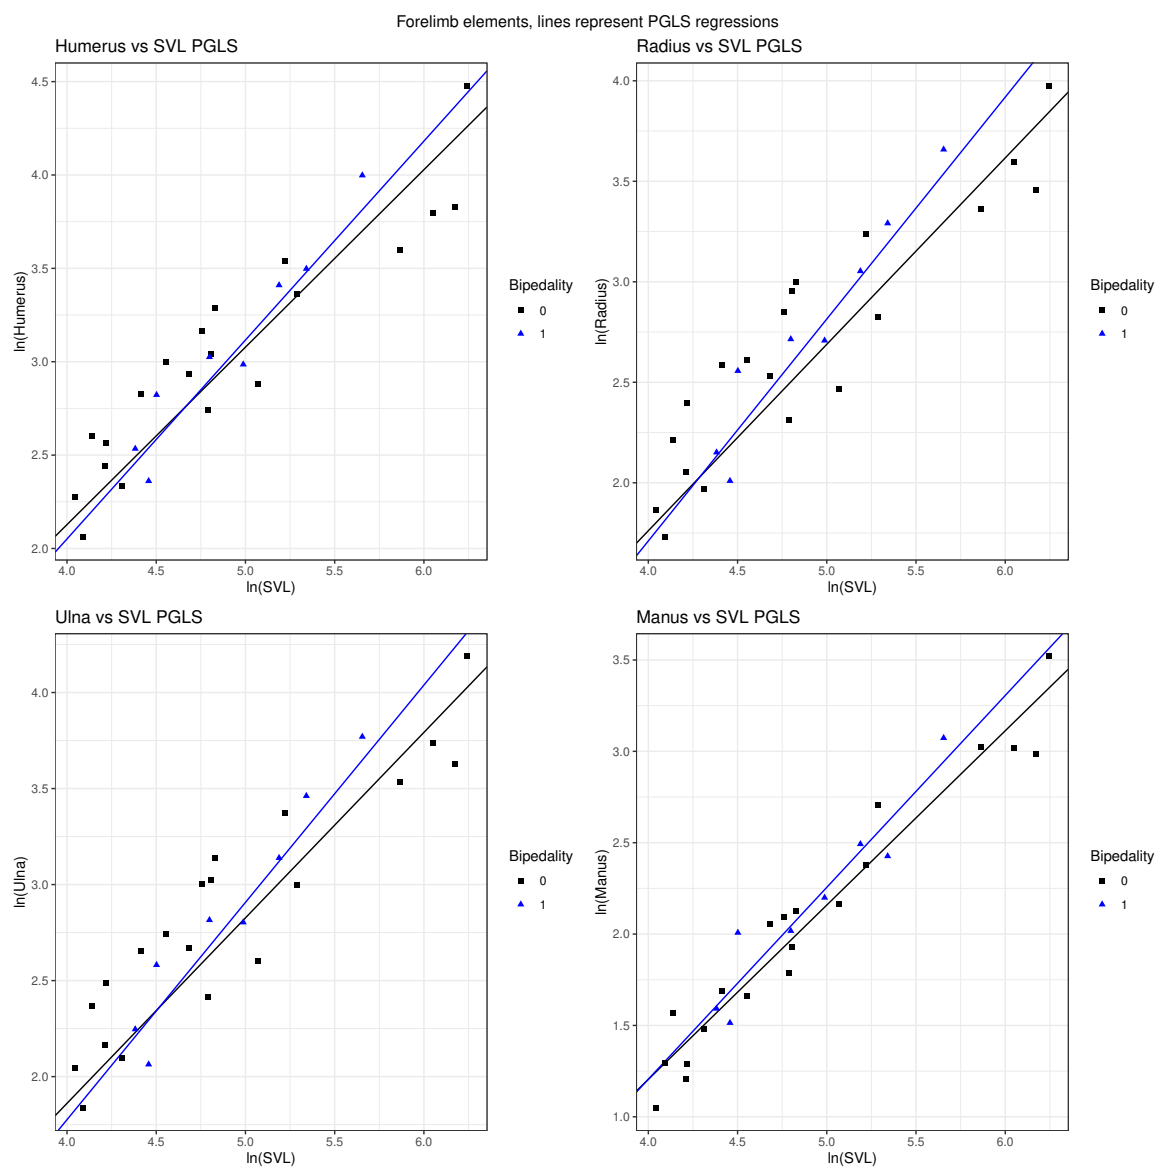 Forelimb elements, lines represent PGLS regressions
Humerus vs SVL PGLS
4.5
4.0
3.5
3.0
2.5
2.0
ln(Humerus)
4.0 4.5 5.0 5.5 6.0
ln(SVL)
Bipedality
0
1
Radius vs SVL PGLS
4.0
3.5
3.0
2.5
2.0
ln(Radius)
4.0 4.5 5.0 5.5 6.0
ln(SVL)
Bipedality
0
1
Ulna vs SVL PGLS
4.0
3.5
3.0
2.5
2.0
ln(Ulna)
4.0 4.5 5.0 5.5 6.0
ln(SVL)
Bipedality
0
1
Manus vs SVL PGLS
3.5
3.0
2.5
2.0
1.5
1.0
ln(Manus)
4.0 4.5 5.0 5.5 6.0
ln(SVL)
Bipedality
0
1